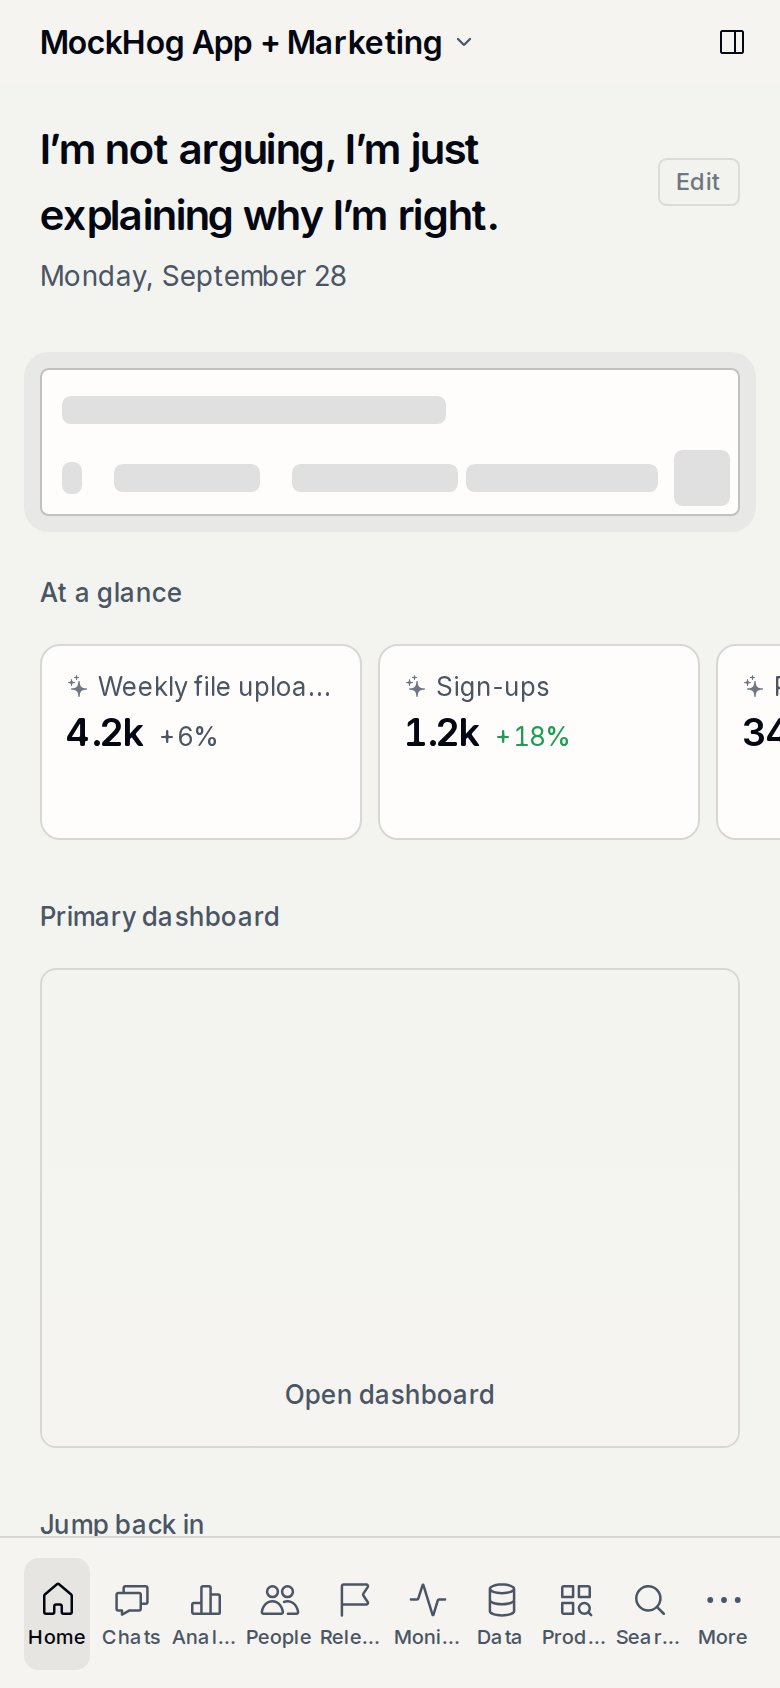 MockHog App + Marketing
I'm not arguing, I'm just
explaining why I'm right.
Edit
Monday, September 28
At a glance
Weekly file uploa...
4.2k +6%
Sign-ups
1.2k +18%
34
Primary dashboard
Open dashboard
Jump back in
Home Chats Anal... People Rele... Moni... Data Prod... Sear... More